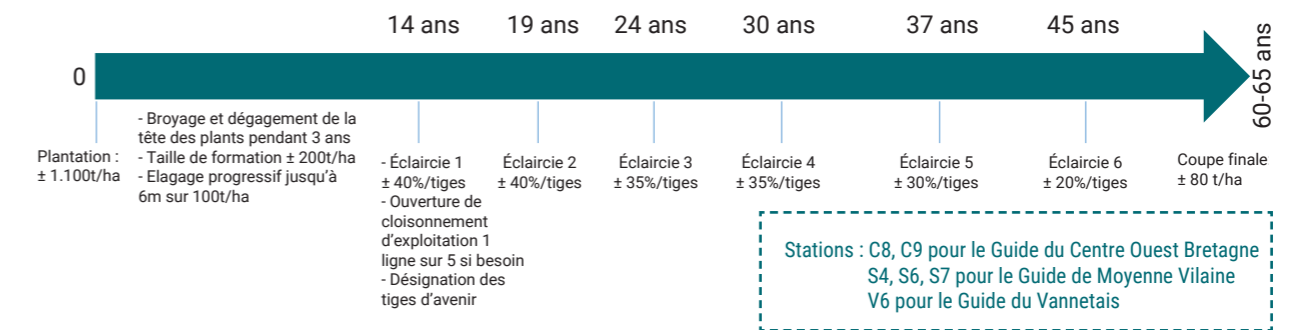 14 ans
19 ans
24 ans
30 ans
37 ans
45 ans
60-65 ans
0
Plantation :
± 1.100t/ha
- Broyage et dégagement de la
tête des plants pendant 3 ans
- Taille de formation ± 200t/ha
- Elagage progressif jusqu’à
6m sur 100t/ha
- Éclaircie 1
± 40%/tiges
- Ouverture de
cloisonnement
d’exploitation 1
ligne sur 5 si besoin
- Désignation des
tiges d’avenir
Éclaircie 2
± 40%/tiges
Éclaircie 3
± 35%/tiges
Éclaircie 4
± 35%/tiges
Éclaircie 5
± 30%/tiges
Éclaircie 6
± 20%/tiges
Coupe finale
± 80 t/ha
Stations : C8, C9 pour le Guide du Centre Ouest Bretagne
S4, S6, S7 pour le Guide de Moyenne Vilaine
V6 pour le Guide du Vannetais